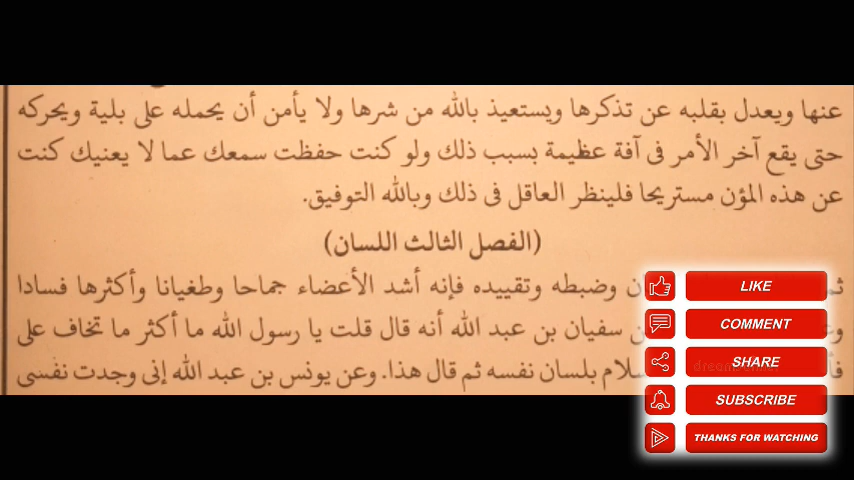 عنها ويعدل بقلبه عن تذكرها ويستعيذ بالله من شرها ولا يأمن أن يحمله على بلية ويحركه
حتى يقع آخر الأمر فى آفة عظيمة بسبب ذلك ولو كنت حفظت سمعك عما لا يعنيك كنت
عن هذه المؤن مستريحا فلينظر العاقل فى ذلك وبالله التوفيق.
(الفصل الثالث اللسان)
وضبطه وتقييده فإنه أشد الأعضاء جماحا وطغيانا وأكثرها فسادا
سفيان بن عبد الله أنه قال قلت يا رسول الله ما أكثر ما تخاف على
بلسان نفسه ثم قال هذا. وعن يونس بن عبد الله إنى وجدت نفسى
LIKE
COMMENT
SHARE
SUBSCRIBE
THANKS FOR WATCHING